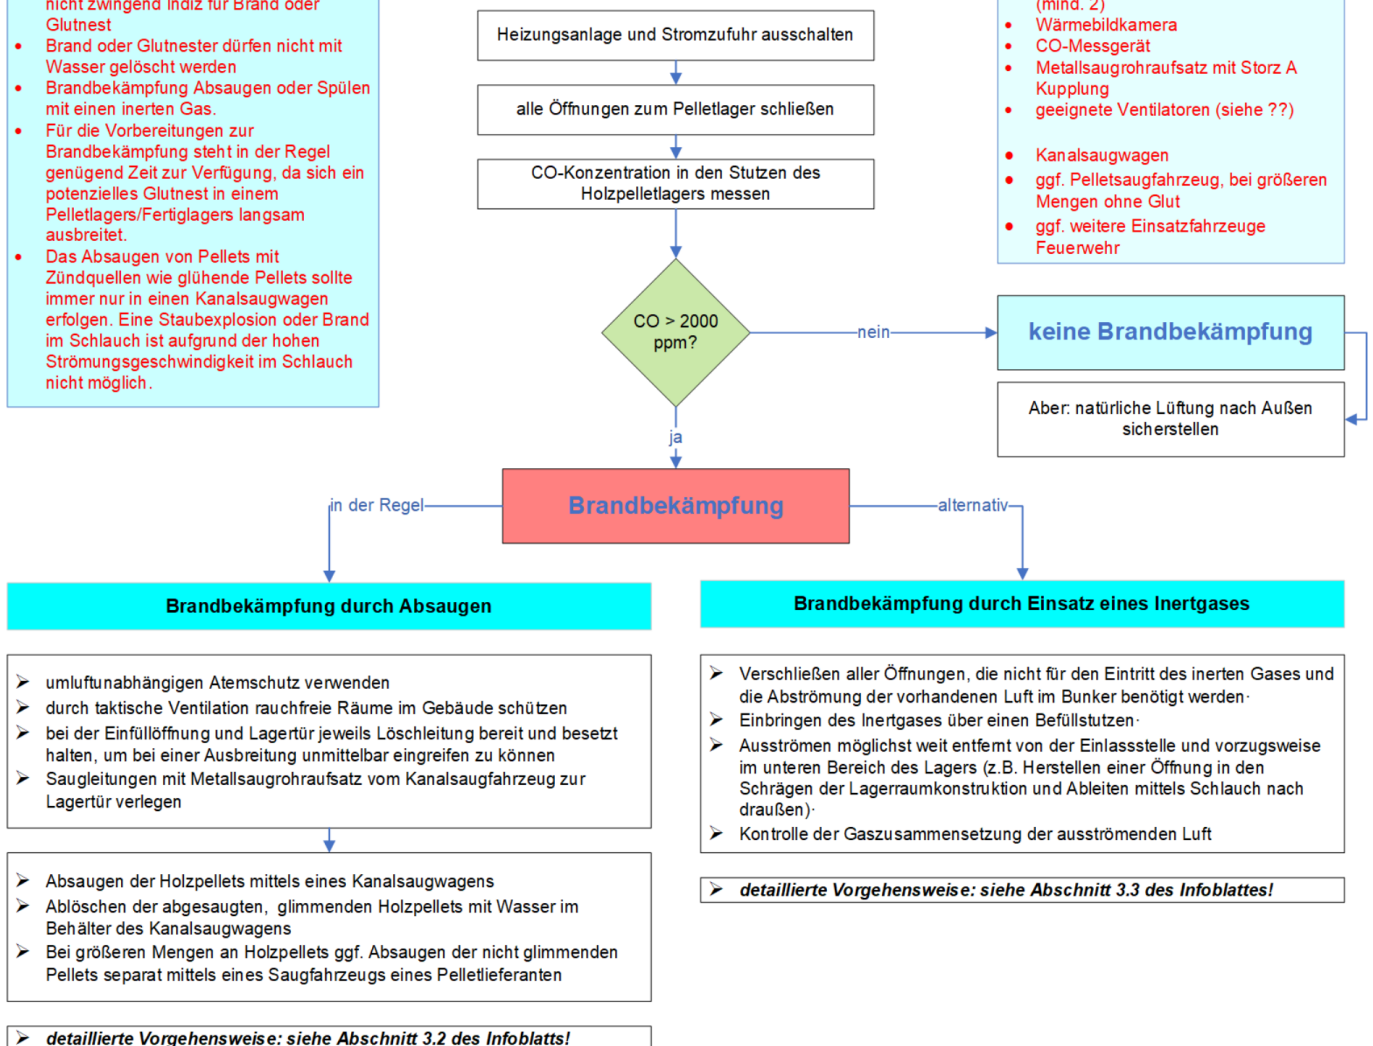 nicht zwingend Indiz für Brand oder
Glutnest
• Brand oder Glutnester dürfen nicht mit
Wasser gelöscht werden
• Brandbekämpfung Absaugen oder Spülen
mit einen inerten Gas.
• Für die Vorbereitungen zur
Brandbekämpfung steht in der Regel
genügend Zeit zur Verfügung, da sich ein
potenzielles Glutnest in einem
Pelletlagers/Fertiglagers langsam
ausbreitet.
• Das Absaugen von Pellets mit
Zündquellen wie glühende Pellets sollte
immer nur in einen Kanalsaugwagen
erfolgen. Eine Staubexplosion oder Brand
im Schlauch ist aufgrund der hohen
Strömungsgeschwindigkeit im Schlauch
nicht möglich.
Heizungsanlage und Stromzufuhr ausschalten
alle Öffnungen zum Pelletlager schließen
CO-Konzentration in den Stutzen des
Holzpelletlagers messen
(mind. 2)
• Wärmebildkamera
• CO-Messgerät
• Metallsaugrohraufsatz mit Storz A
Kupplung
• geeignete Ventilatoren (siehe ??)
• Kanalsaugwagen
• ggf. Pelletsaugfahrzeug, bei größeren
Mengen ohne Glut
• ggf. weitere Einsatzfahrzeuge
Feuerwehr
CO > 2000
ppm?
nein
keine Brandbekämpfung
Aber: natürliche Lüftung nach Außen
sicherstellen
ja
Brandbekämpfung
in der Regel
alternativ
Brandbekämpfung durch Absaugen
➢ umluftunabhängigen Atemschutz verwenden
➢ durch taktische Ventilation rauchfreie Räume im Gebäude schützen
➢ bei der Einfüllöffnung und Lagertür jeweils Löschleitung bereit und besetzt
halten, um bei einer Ausbreitung unmittelbar eingreifen zu können
➢ Saugleitungen mit Metallsaugrohraufsatz vom Kanalsaugfahrzeug zur
Lagertür verlegen
➢ Absaugen der Holzpellets mittels eines Kanalsaugwagens
➢ Ablöschen der abgesaugten, glimmenden Holzpellets mit Wasser im
Behälter des Kanalsaugwagens
➢ Bei größeren Mengen an Holzpellets ggf. Absaugen der nicht glimmenden
Pellets separat mittels eines Saugfahrzeugs eines Pelletlieferanten
➢ detaillierte Vorgehensweise: siehe Abschnitt 3.2 des Infoblatts!
Brandbekämpfung durch Einsatz eines Inertgases
➢ Verschließen aller Öffnungen, die nicht für den Eintritt des inerten Gases und
die Abströmung der vorhandenen Luft im Bunker benötigt werden·
➢ Einbringen des Inertgases über einen Befüllstutzen·
➢ Ausströmen möglichst weit entfernt von der Einlassstelle und vorzugsweise
im unteren Bereich des Lagers (z.B. Herstellen einer Öffnung in den
Schrägen der Lagerraumkonstruktion und Ableiten mittels Schlauch nach
draußen)·
➢ Kontrolle der Gaszusammensetzung der ausströmenden Luft
➢ detaillierte Vorgehensweise: siehe Abschnitt 3.3 des Infoblattes!